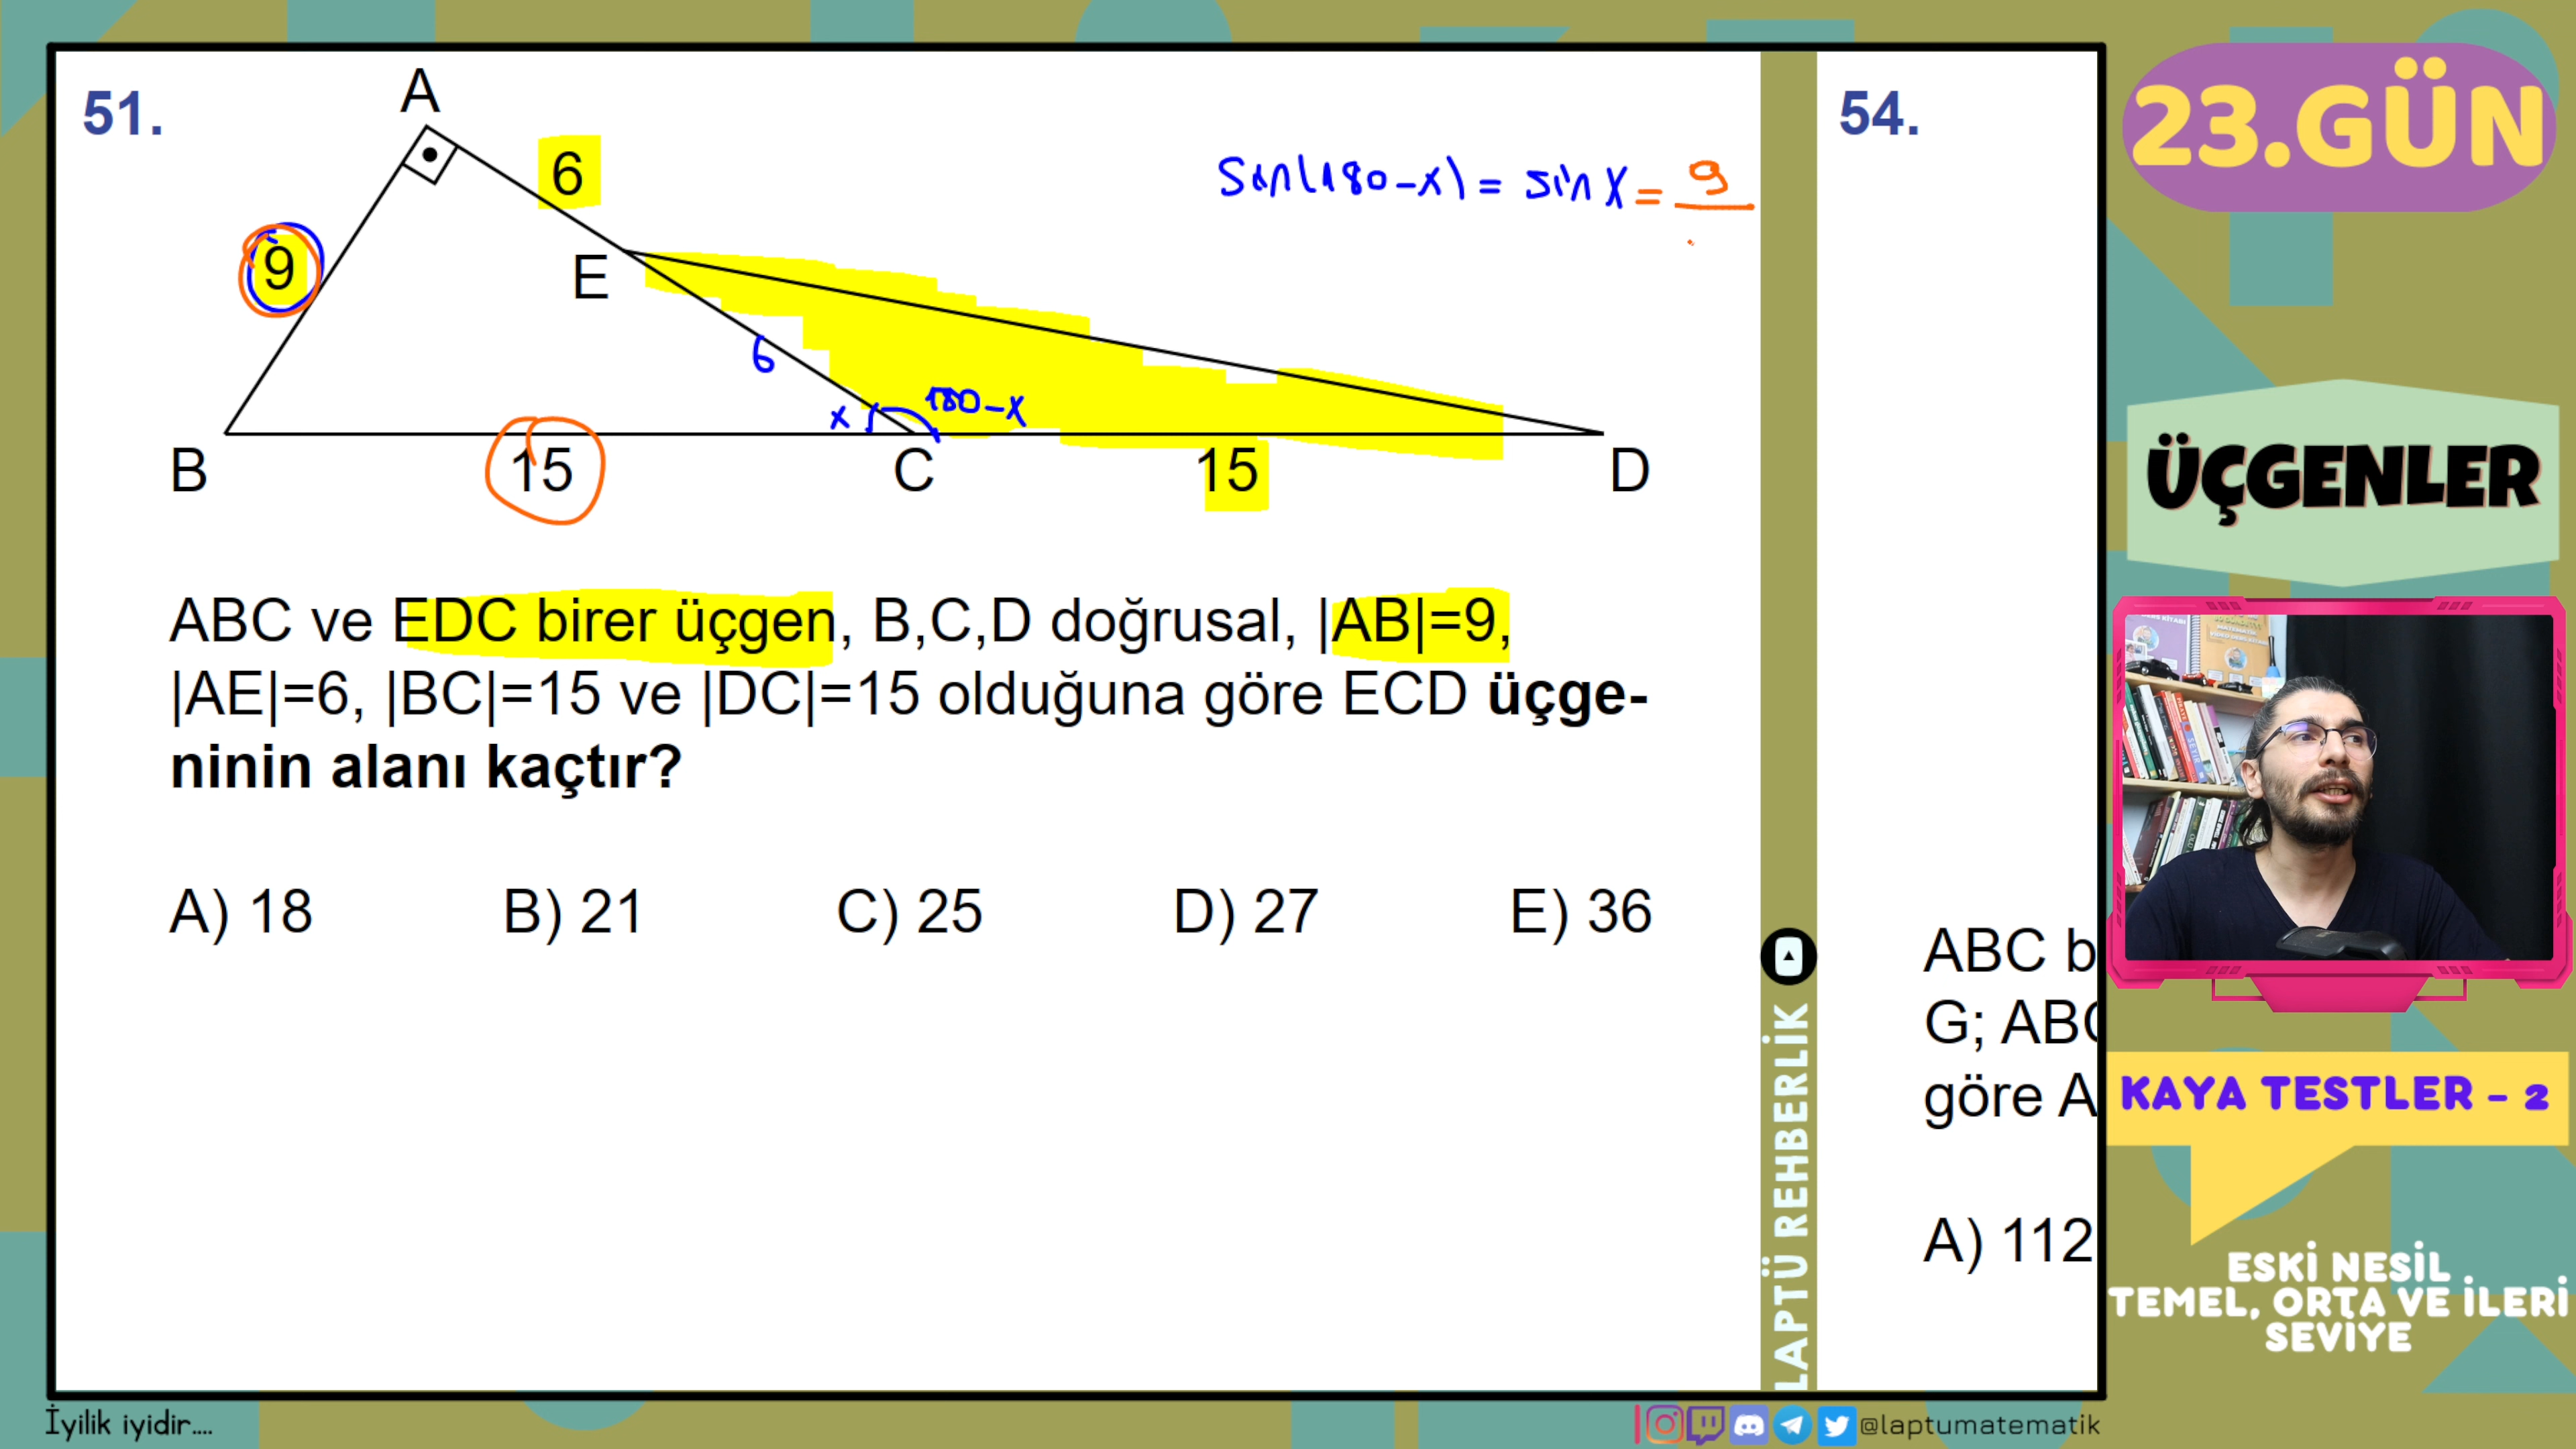 51.
A
6
9
E
6
x
180-x
B
15
C
15
D
Sin(180-x) = sin x = 9
ABC ve EDC birer üçgen, B,C,D doğrusal, |AB|=9,
|AE|=6, |BC|=15 ve |DC|=15 olduğuna göre ECD üçge-
ninin alanı kaçtır?
A) 18 B) 21 C) 25 D) 27 E) 36
LAPTÜ REHBERLİK
54.
ABC b
G; ABC
göre A
A) 112
23.GÜN
ÜÇGENLER
KAYA TESTLER - 2
ESKİ NESİL
TEMEL, ORTA VE İLERİ
SEVİYE
İyilik iyidir....
@laptumatematik